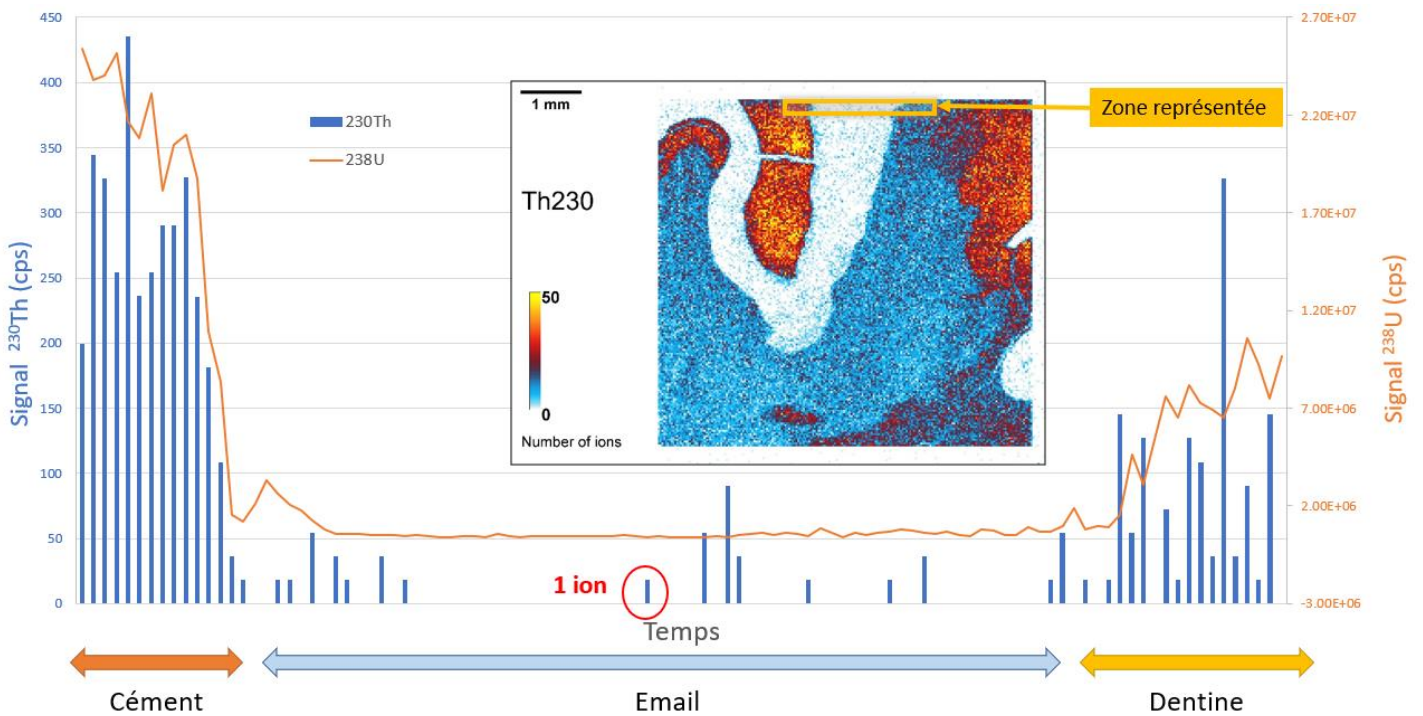 450
400
350
300
250
200
150
100
50
0
Signal ²³⁰Th (cps)
230Th
238U
1 mm
Th230
50
0
Number of ions
Zone représentée
1 ion
Temps
2.70E+07
2.20E+07
1.70E+07
1.20E+07
7.00E+06
2.00E+06
-3.00E+06
Signal ²³⁸U (cps)
Cément
Email
Dentine